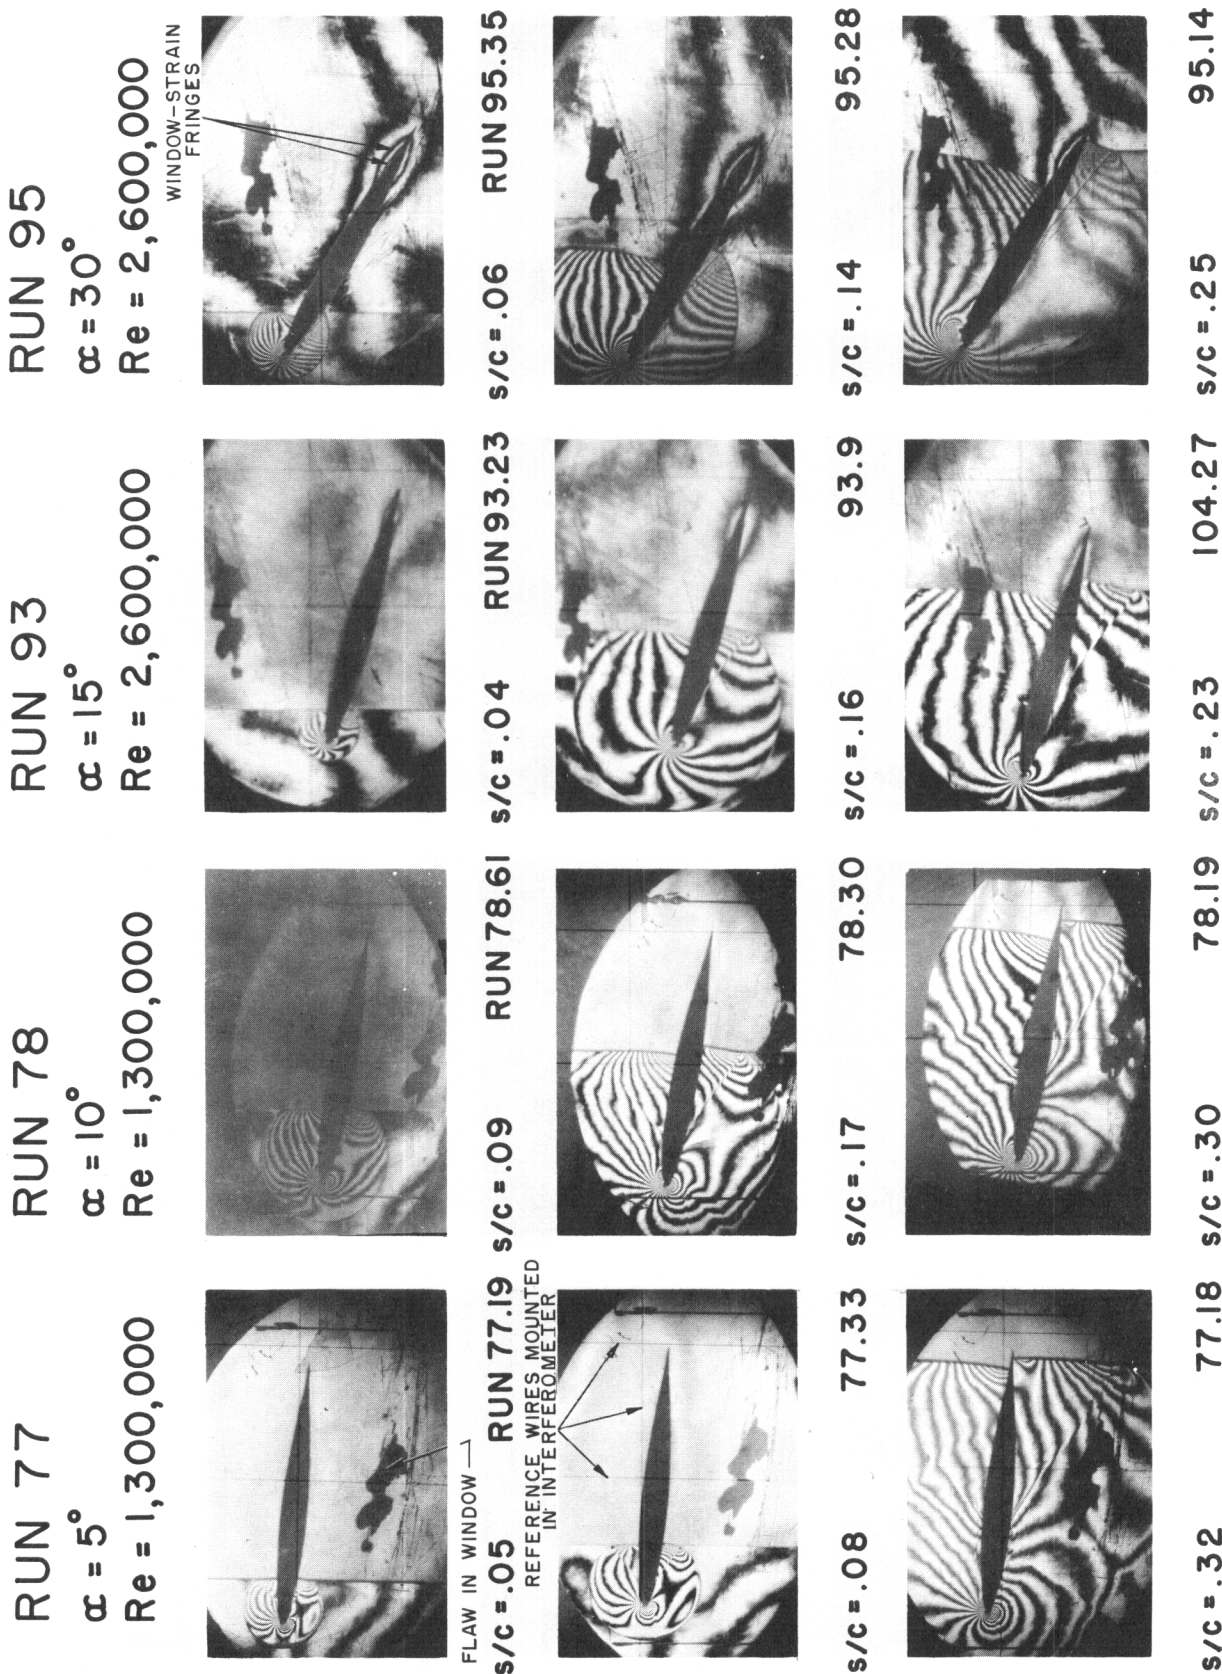 RUN 77
α = 5°
Re = 1,300,000
FLAW IN WINDOW
s/c = .05 RUN 77.19
REFERENCE WIRES MOUNTED
IN INTERFEROMETER
s/c = .08 77.33
s/c = .32 77.18
RUN 78
α = 10°
Re = 1,300,000
s/c = .09 RUN 78.61
s/c = .17 78.30
s/c = .30 78.19
RUN 93
α = 15°
Re = 2,600,000
s/c = .04 RUN 93.23
s/c = .16 93.9
s/c = .23 104.27
RUN 95
α = 30°
Re = 2,600,000
WINDOW-STRAIN
FRINGES
s/c = .06 RUN 95.35
s/c = .14 95.28
s/c = .25 95.14